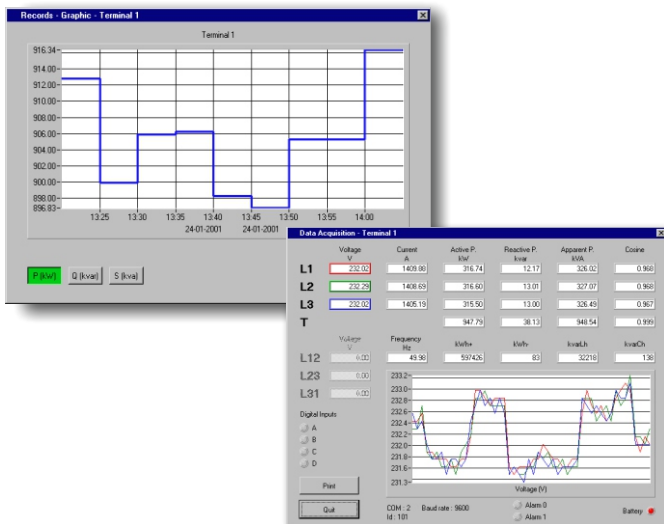 Records - Graphic - Terminal 1
Terminal 1
916.34
914.00
912.00
910.00
908.00
906.00
904.00
902.00
900.00
898.00
896.83
13:25 13:30 13:35 13:40 13:45 13:50 13:55 14:00
24-01-2001 24-01-2001
P (kW) Q (kvar) S (kva)
Data Acquisition - Terminal 1
Voltage Current Active P. Reactive P. Apparent P. Cosine
V A kW kvar kVA
L1 232.02 1409.88 316.74 12.17 326.02 0.968
L2 232.29 1408.69 316.60 13.01 327.07 0.968
L3 232.02 1405.19 315.50 13.00 326.49 0.967
T 947.79 38.13 948.54 0.999
Voltage Frequency kWh+ kWh- kvarLh kvarCh
V Hz
L12 0.00 49.98 597426 83 32218 138
L23 0.00
L31 0.00
Digital Inputs
A
B
C
D
233.2
233.0
232.8
232.6
232.4
232.2
232.0
231.8
231.6
231.3
Voltage (V)
Print
Quit
COM : 2 Baud rate : 9600 Alarm 0 Battery
Id : 101 Alarm 1